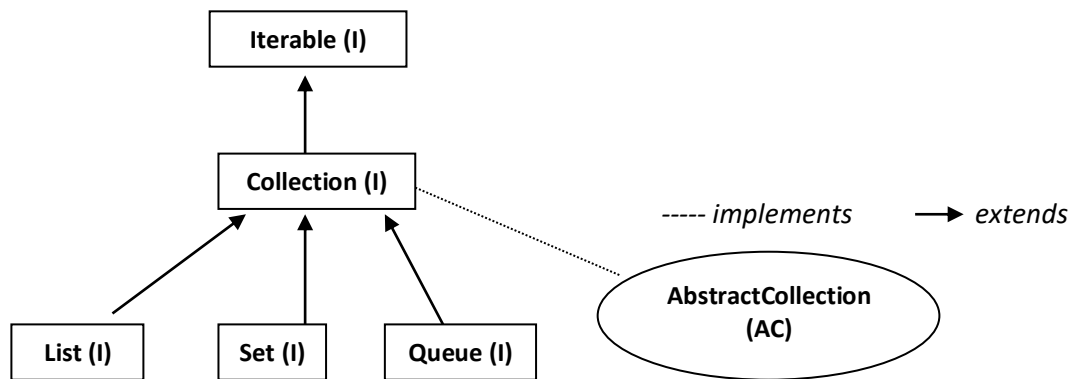 Iterable (I)
Collection (I)
----- implements
extends
AbstractCollection
(AC)
List (I)
Set (I)
Queue (I)